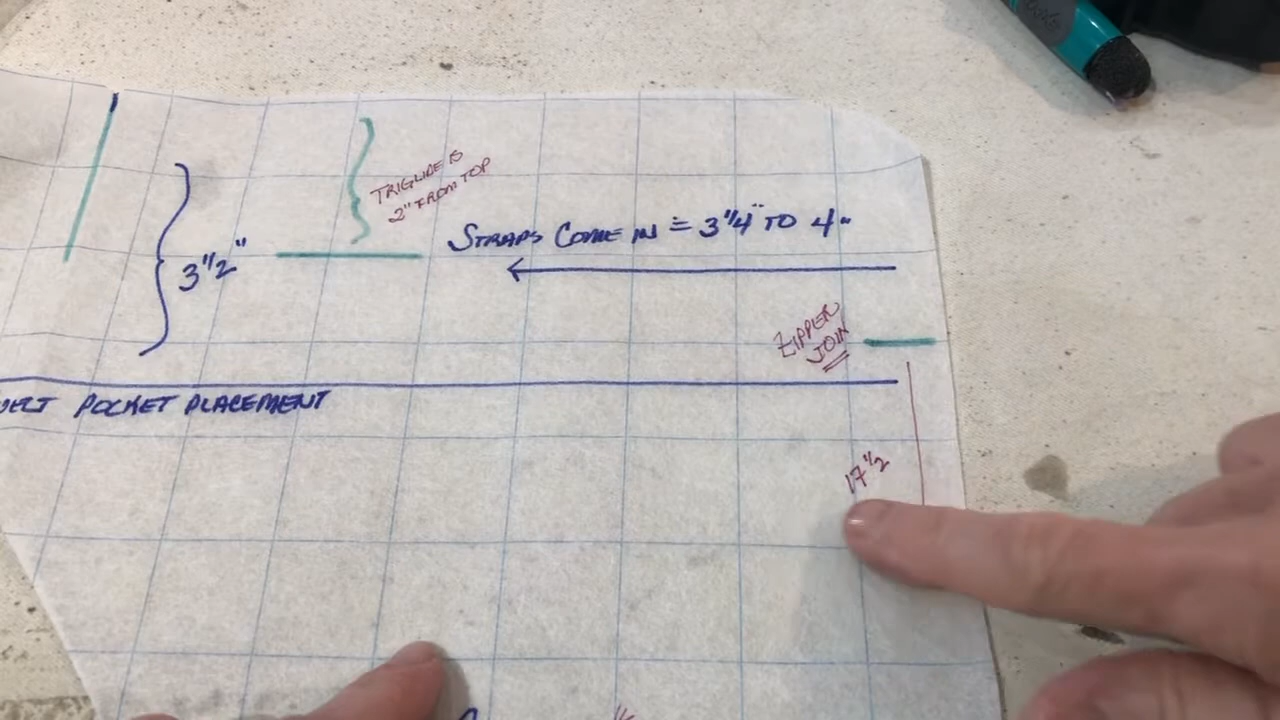 TRIGLIDE IS
2" FROM TOP
STRAPS COME IN = 3"1/4" TO 4"
3"1/2"
ZIPPER
JOIN
POCKET PLACEMENT
17"1/2